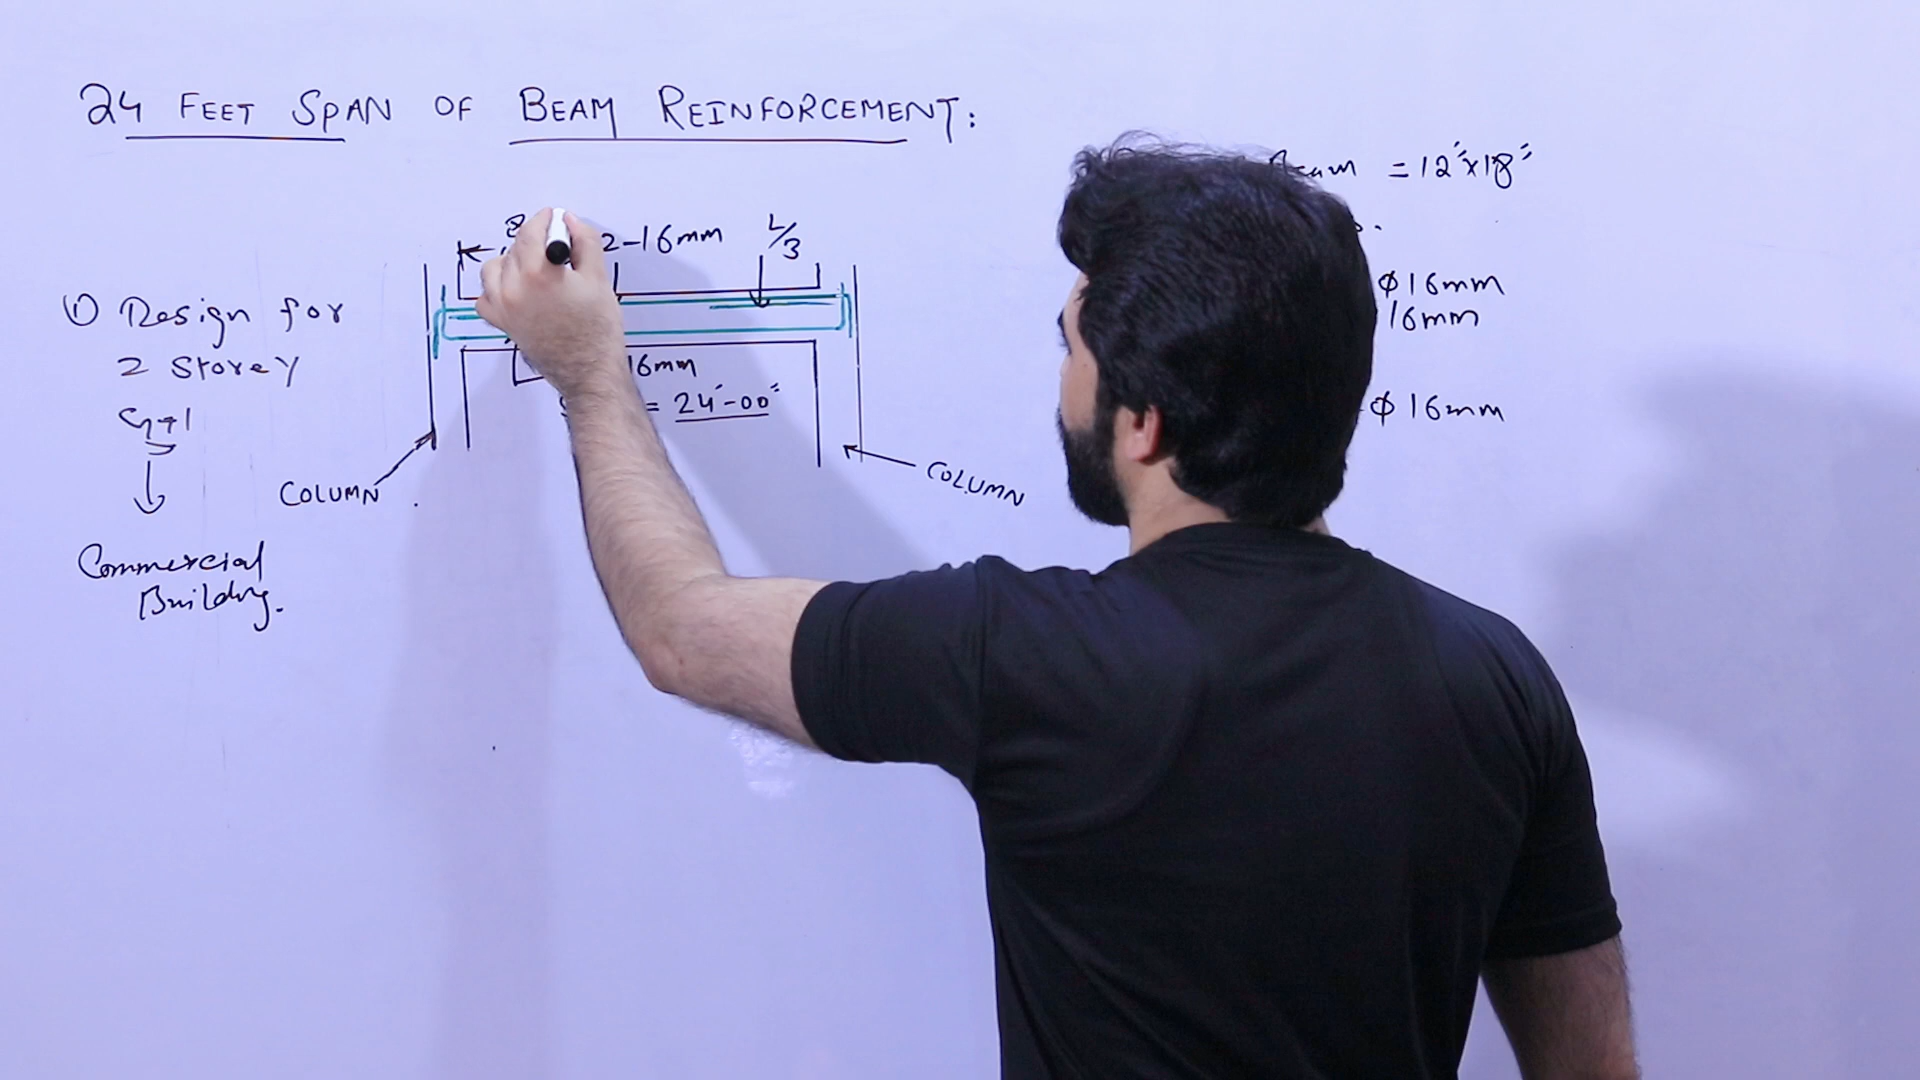 24 FEET SPAN OF BEAM REINFORCEMENT:
① Design for
2 Storey
G+1
Commercial
Building.
8
2-16mm
L/3
16mm
= 24'-00"
COLUMN
COLUMN
Beam = 12"x18"
φ16mm
16mm
φ16mm